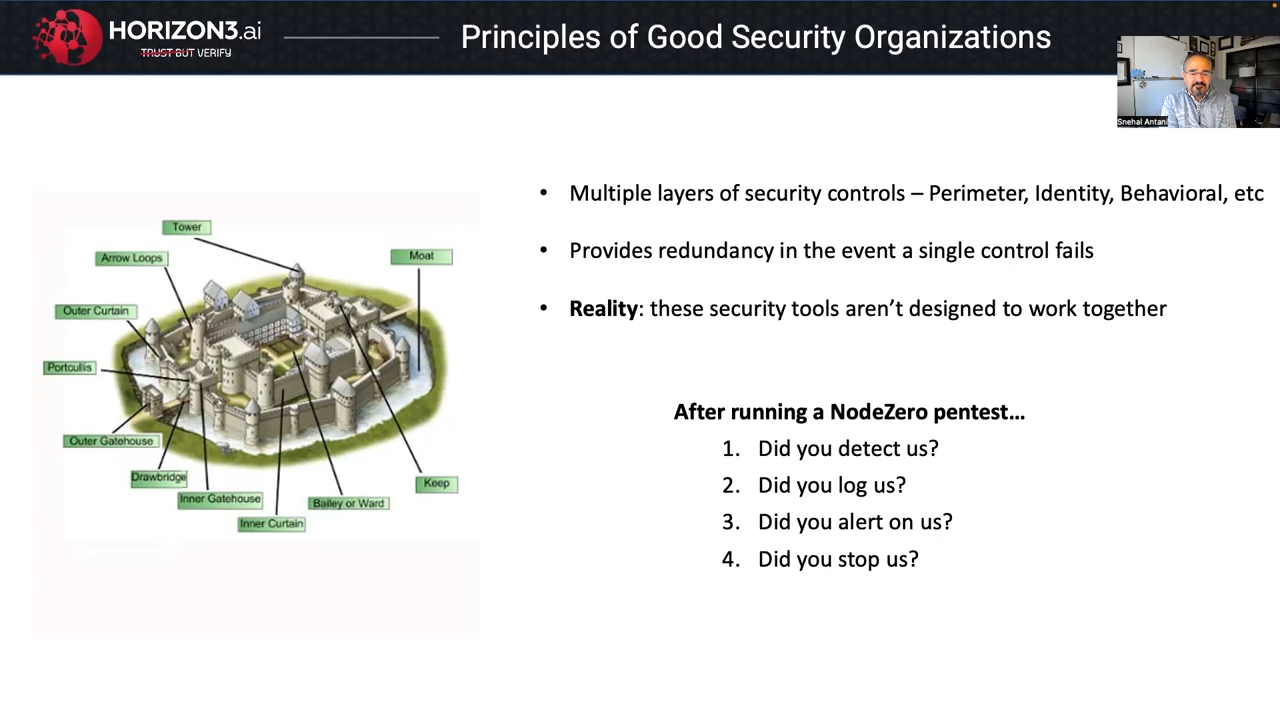 HORIZON3.ai
TRUST BUT VERIFY
Principles of Good Security Organizations
Snehal Antani
• Multiple layers of security controls – Perimeter, Identity, Behavioral, etc
• Provides redundancy in the event a single control fails
• Reality: these security tools aren’t designed to work together
Tower
Arrow Loops
Moat
Outer Curtain
Portcullis
Outer Gatehouse
Drawbridge
Inner Gatehouse
Keep
Bailey or Ward
Inner Curtain
After running a NodeZero pentest…
1. Did you detect us?
2. Did you log us?
3. Did you alert on us?
4. Did you stop us?